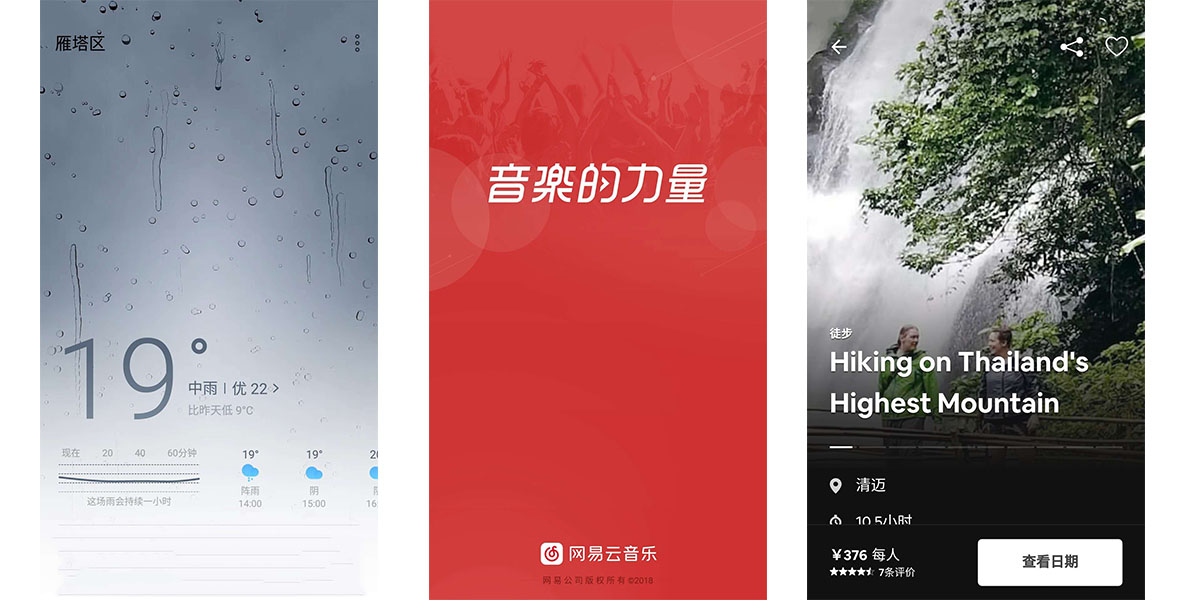 雁塔区
19°
中雨 | 优 22 >
比昨天低 9°C
现在 20 40 60分钟
这场雨会持续一小时
19° 19° 20
阵雨 阴 阴
14:00 15:00 16:
音樂的力量
网易云音乐
网易公司版权所有©2018
徒步
Hiking on Thailand's
Highest Mountain
清迈
10.5小时
¥376 每人
7条评价
查看日期